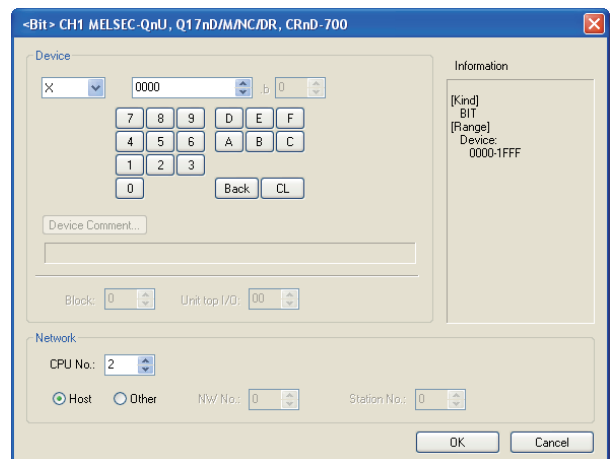 <Bit> CH1 MELSEC-QnU, Q17nD/M/NC/DR, CRnD-700
Device
X 0000 .b 0
7 8 9 D E F
4 5 6 A B C
1 2 3
0 Back CL
Device Comment...
Block: 0 Unit top I/O: 00
Information
[Kind]
BIT
[Range]
Device:
0000-1FFF
Network
CPU No.: 2
Host Other NW No.: 0 Station No.: 0
OK Cancel